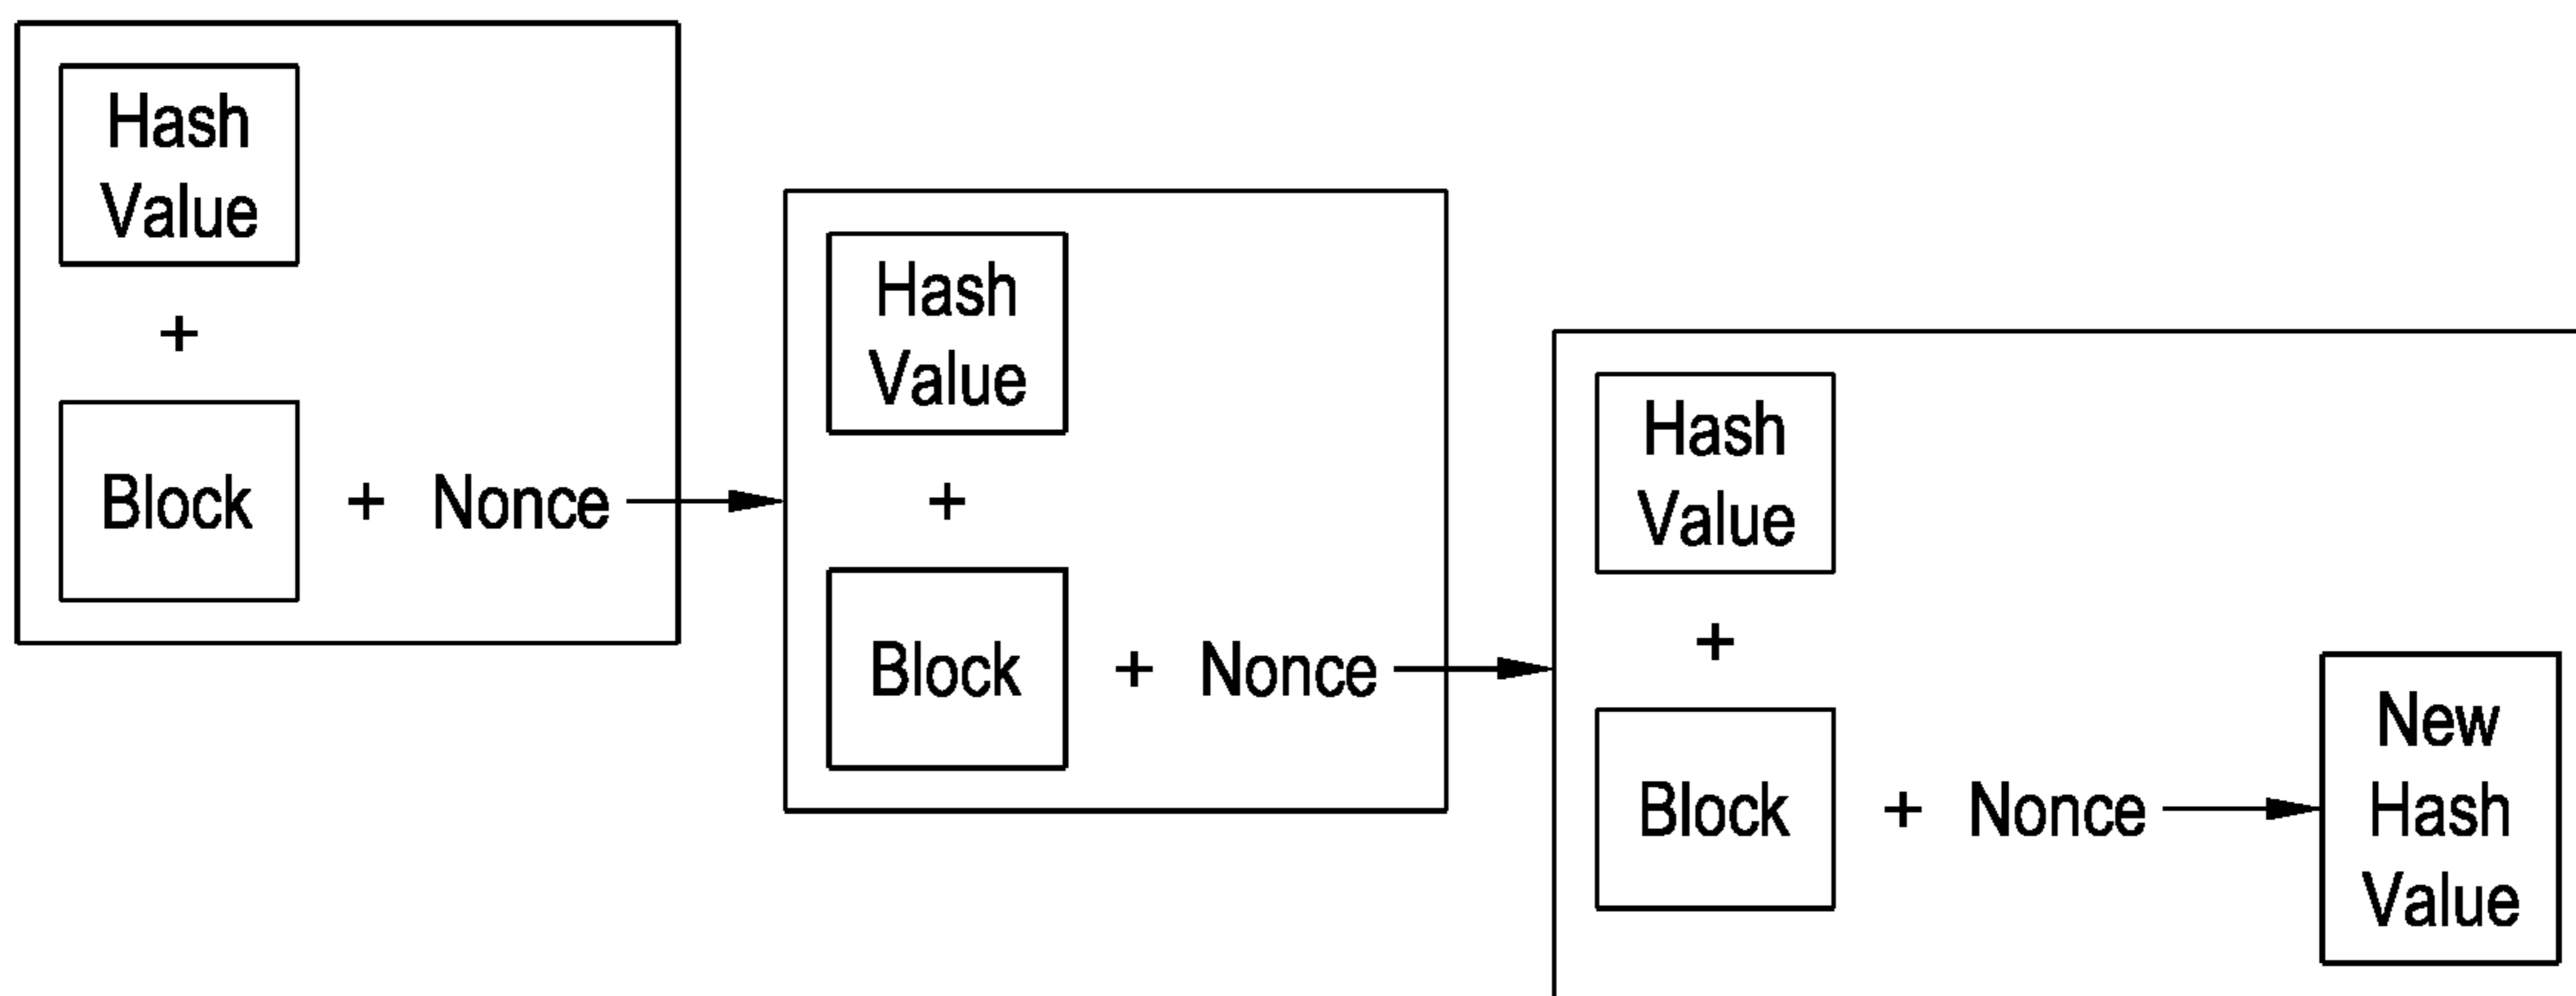 Hash
Value
+
Block + Nonce
Hash
Value
+
Block + Nonce
Hash
Value
+
Block + Nonce
New
Hash
Value